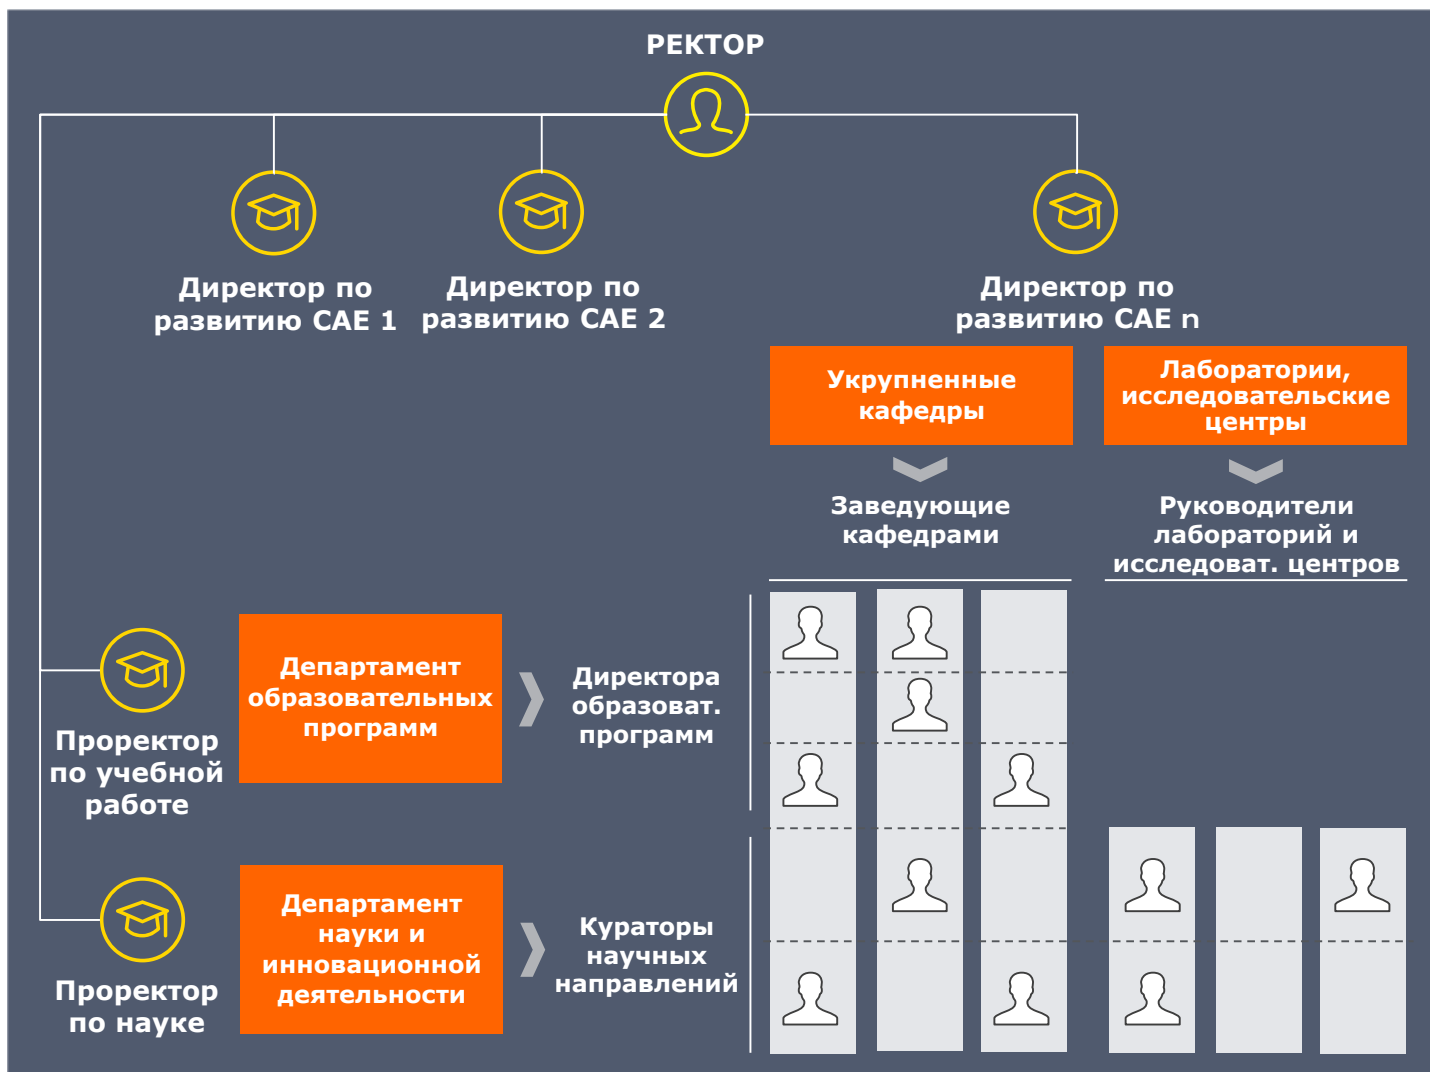 РЕКТОР
Директор по
развитию САЕ 1
Директор по
развитию САЕ 2
Директор по
развитию САЕ n
Укрупненные
кафедры
Лаборатории,
исследовательские
центры
Заведующие
кафедрами
Руководители
лабораторий и
исследоват. центров
Проректор
по учебной
работе
Департамент
образовательных
программ
Директора
образоват.
программ
Проректор
по науке
Департамент
науки и
инновационной
деятельности
Кураторы
научных
направлений